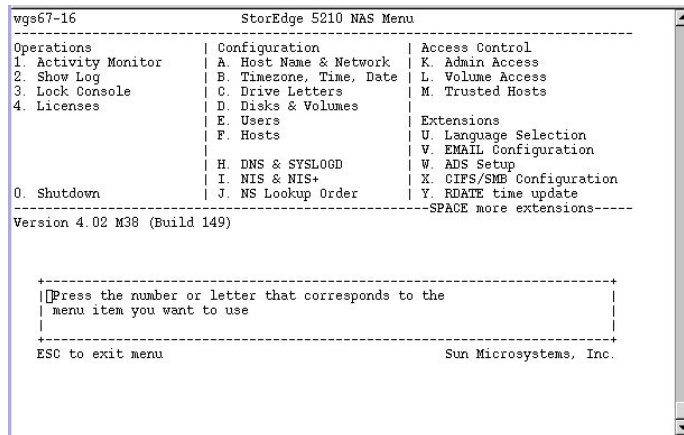 wgs67-16 StorEdge 5210 NAS Menu
--------------------------------------------------------------------------------
Operations | Configuration | Access Control
1. Activity Monitor | A. Host Name & Network | K. Admin Access
2. Show Log | B. Timezone, Time, Date | L. Volume Access
3. Lock Console | C. Drive Letters | M. Trusted Hosts
4. Licenses | D. Disks & Volumes |
| E. Users | Extensions
| F. Hosts | U. Language Selection
| | V. EMAIL Configuration
| H. DNS & SYSLOGD | W. ADS Setup
| I. NIS & NIS+ | X. CIFS/SMB Configuration
0. Shutdown | J. NS Lookup Order | Y. RDATE time update
-----------------------------------------------------SPACE more extensions-----
Version 4.02 M38 (Build 149)
+------------------------------------------------------------------------+
|Press the number or letter that corresponds to the |
| menu item you want to use |
| |
+------------------------------------------------------------------------+
ESC to exit menu Sun Microsystems, Inc.